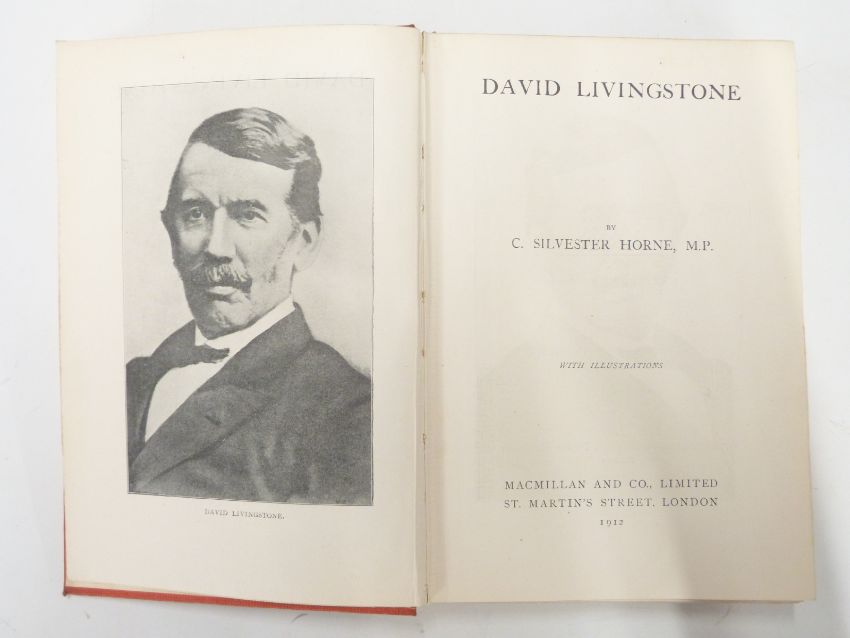 DAVID LIVINGSTONE.
DAVID LIVINGSTONE
BY
C. SILVESTER HORNE, M.P.
WITH ILLUSTRATIONS
MACMILLAN AND CO., LIMITED
ST. MARTIN'S STREET, LONDON
1912